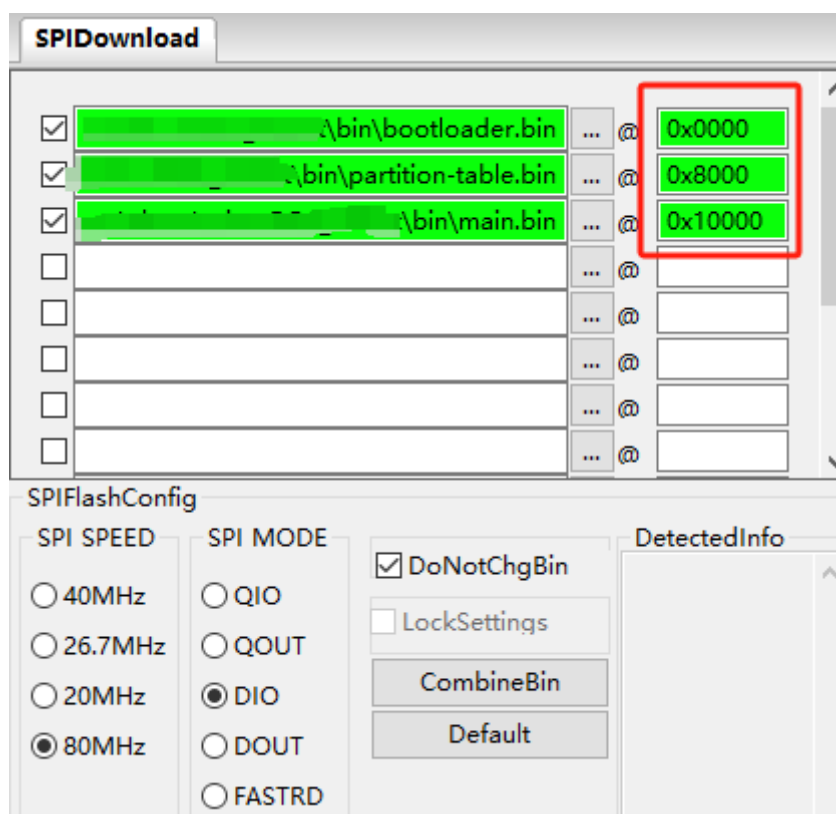 SPIDownload
\bin\bootloader.bin ... @ 0x0000
\bin\partition-table.bin ... @ 0x8000
\bin\main.bin ... @ 0x10000
... @
... @
... @
... @
... @
SPIFlashConfig
SPI SPEED SPI MODE DetectedInfo
DoNotChgBin
40MHz QIO
LockSettings
26.7MHz QOUT
CombineBin
20MHz DIO
Default
80MHz DOUT
FASTRD